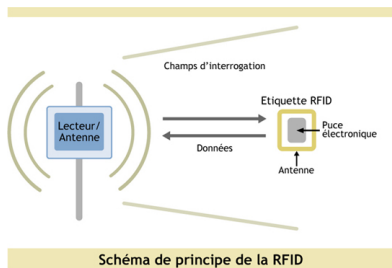 Champs d'interrogation
Etiquette RFID
Lecteur/
Antenne
Puce
électronique
Données
Antenne
Schéma de principe de la RFID